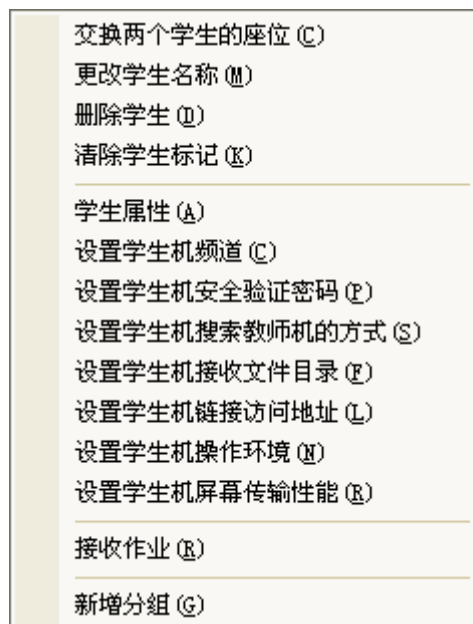 交换两个学生的座位(C)
更改学生名称(M)
删除学生(D)
清除学生标记(K)
学生属性(A)
设置学生机频道(C)
设置学生机安全验证密码(P)
设置学生机搜索教师机的方式(S)
设置学生机接收文件目录(F)
设置学生机链接访问地址(L)
设置学生机操作环境(N)
设置学生机屏幕传输性能(R)
接收作业(R)
新增分组(G)